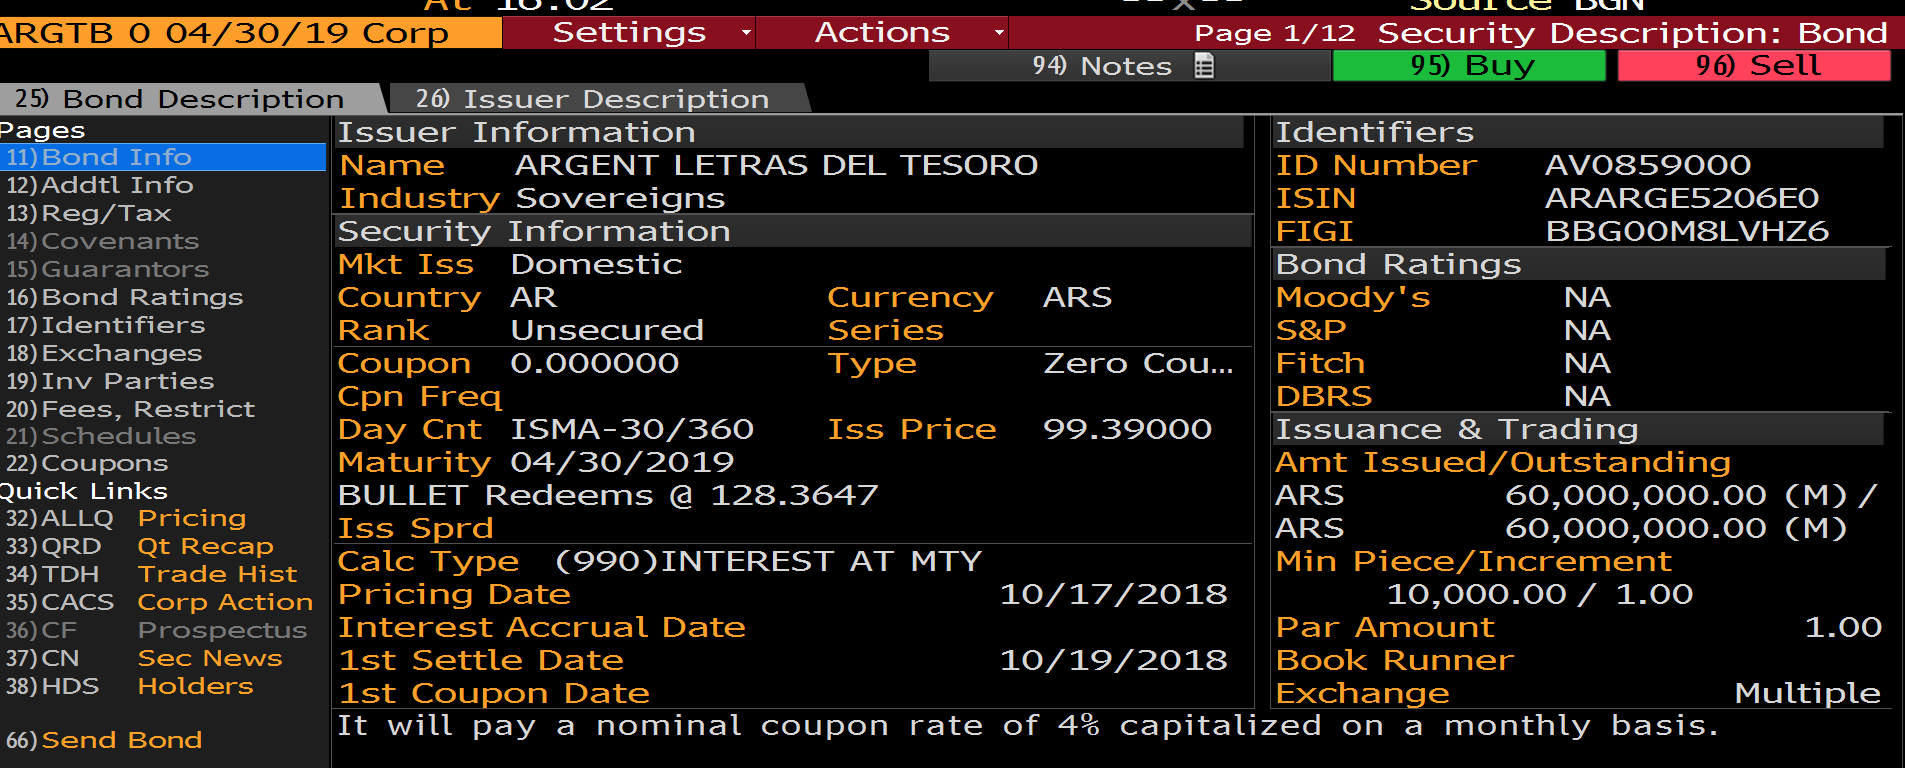 At 18:02 --x-- Source BGN
ARGTB 0 04/30/19 Corp Settings Actions Page 1/12 Security Description: Bond
94) Notes 95) Buy 96) Sell
25) Bond Description 26) Issuer Description
Pages
11) Bond Info
12) Addtl Info
13) Reg/Tax
14) Covenants
15) Guarantors
16) Bond Ratings
17) Identifiers
18) Exchanges
19) Inv Parties
20) Fees, Restrict
21) Schedules
22) Coupons
Quick Links
32) ALLQ Pricing
33) QRD Qt Recap
34) TDH Trade Hist
35) CACS Corp Action
36) CF Prospectus
37) CN Sec News
38) HDS Holders
66) Send Bond
Issuer Information
Name ARGENT LETRAS DEL TESORO
Industry Sovereigns
Security Information
Mkt Iss Domestic
Country AR Currency ARS
Rank Unsecured Series
Coupon 0.000000 Type Zero Cou...
Cpn Freq
Day Cnt ISMA-30/360 Iss Price 99.39000
Maturity 04/30/2019
BULLET Redeems @ 128.3647
Iss Sprd
Calc Type (990)INTEREST AT MTY
Pricing Date 10/17/2018
Interest Accrual Date
1st Settle Date 10/19/2018
1st Coupon Date
Identifiers
ID Number AV0859000
ISIN ARARGE5206E0
FIGI BBG00M8LVHZ6
Bond Ratings
Moody's NA
S&P NA
Fitch NA
DBRS NA
Issuance & Trading
Amt Issued/Outstanding
ARS 60,000,000.00 (M) /
ARS 60,000,000.00 (M)
Min Piece/Increment
10,000.00 / 1.00
Par Amount 1.00
Book Runner
Exchange Multiple
It will pay a nominal coupon rate of 4% capitalized on a monthly basis.